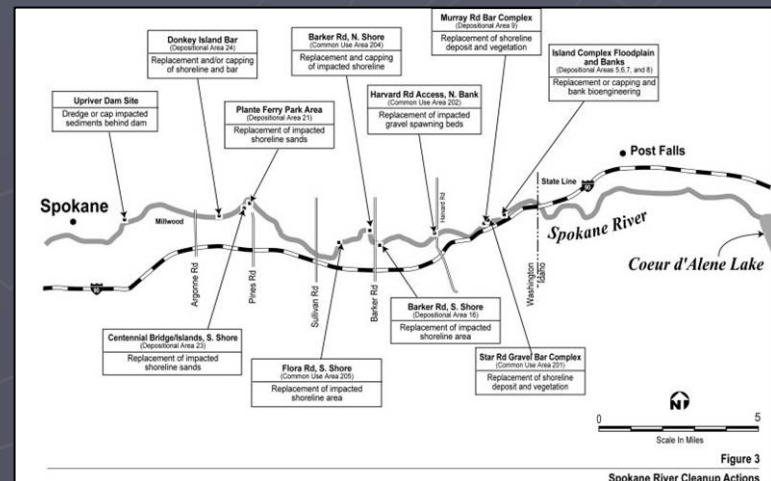 Murray Rd Bar Complex
(Depositional Area 9)
Replacement of shoreline
deposit and vegetation
Donkey Island Bar
(Depositional Area 24)
Replacement and/or capping
of shoreline and bar
Barker Rd, N. Shore
(Common Use Area 204)
Replacement and capping
of impacted shoreline
Island Complex Floodplain
and Banks
(Depositional Areas 5,6,7, and 8)
Replacement or capping and
bank bioengineering
Upriver Dam Site
Dredge or cap impacted
sediments behind dam
Plante Ferry Park Area
(Depositional Area 21)
Replacement of impacted
shoreline sands
Harvard Rd Access, N. Bank
(Common Use Area 202)
Replacement of impacted
gravel spawning beds
Post Falls
State Line
90
Spokane
Millwood
Harvard Rd
Spokane River
Coeur d'Alene Lake
Argonne Rd
Pines Rd
Sullivan Rd
Barker Rd
Washington
Idaho
90
Centennial Bridge/Islands, S. Shore
(Depositional Area 23)
Replacement of impacted
shoreline sands
Flora Rd, S. Shore
(Common Use Area 205)
Replacement of impacted
shoreline area
Barker Rd, S. Shore
(Depositional Area 16)
Replacement of impacted
shoreline area
Star Rd Gravel Bar Complex
(Common Use Area 201)
Replacement of shoreline
deposit and vegetation
N
0 5
Scale In Miles
Figure 3
Spokane River Cleanup Actions